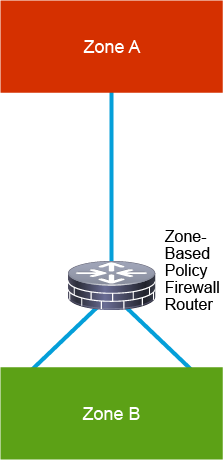 Zone A
Zone-
Based
Policy
Firewall
Router
Zone B